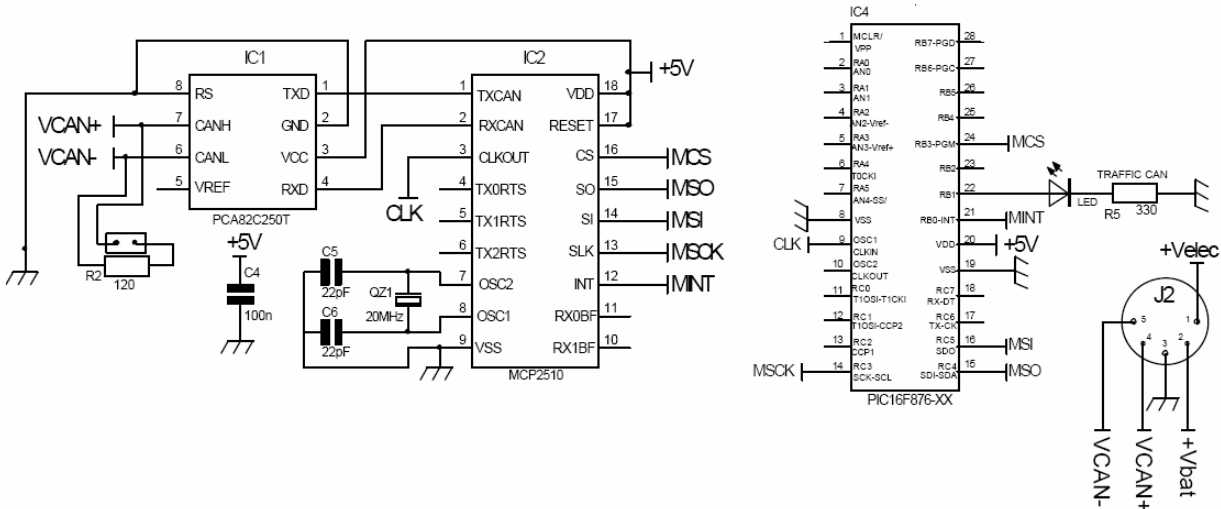 IC1
8 RS TXD 1
7 CANH GND 2
6 CANL VCC 3
5 VREF RXD 4
PCA82C250T
VCAN+
VCAN-
R2
120
+5V
C4
100n
IC2
1 TXCAN VDD 18
2 RXCAN RESET 17
3 CLKOUT CS 16
4 TX0RTS SO 15
5 TX1RTS SI 14
6 TX2RTS SLK 13
7 OSC2 INT 12
8 OSC1 RX0BF 11
9 VSS RX1BF 10
MCP2510
+5V
MCS
MSO
MSI
MSCK
MINT
CLK
C5
22pF
QZ1
20MHz
C6
22pF
IC4
1 MCLR/ VPP RB7-PGD 28
2 RA0 AN0 RB6-PGC 27
3 RA1 AN1 RB5 26
4 RA2 AN2-Vref- RB4 25
5 RA3 AN3-Vref+ RB3-PGM 24
6 RA4 T0CKI RB2 23
7 RA5 AN4-SS/ RB1 22
8 VSS RB0-INT 21
9 OSC1 CLKIN VDD 20
10 OSC2 CLKOUT VSS 19
11 RC0 T1OSI-T1CKI RC7 RX-DT 18
12 RC1 T1OSI-CCP2 RC6 TX-CK 17
13 RC2 CCP1 RC5 SDO 16
14 RC3 SCK-SCL RC4 SDI-SDA 15
PIC16F876-XX
CLK
MSCK
MCS
LED
TRAFFIC CAN
R5 330
MINT
+5V
MSI
MSO
+Velec
J2
5 4 3 2 1
VCAN-
VCAN+
+Vbat